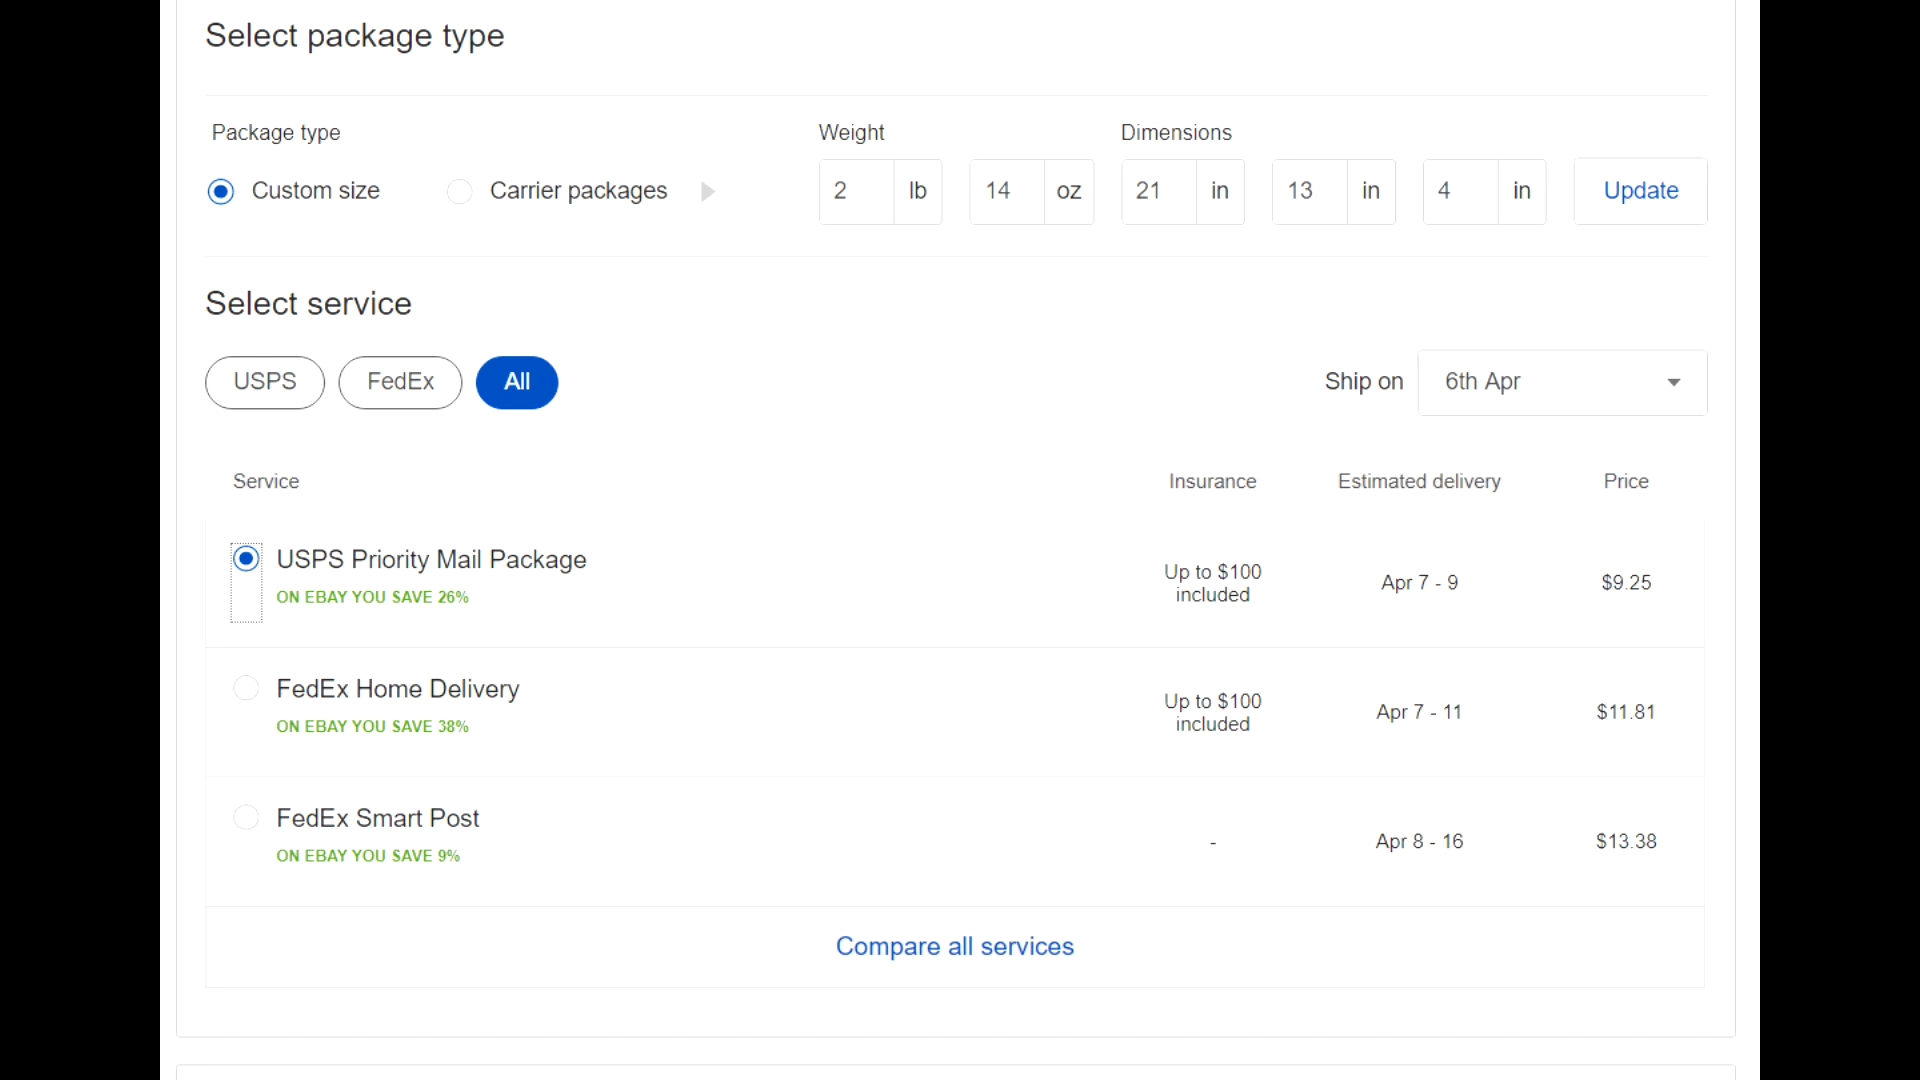 Select package type
Package type Weight Dimensions
Custom size Carrier packages 2 lb 14 oz 21 in 13 in 4 in Update
Select service
USPS FedEx All Ship on 6th Apr
Service Insurance Estimated delivery Price
USPS Priority Mail Package
ON EBAY YOU SAVE 26%
Up to $100
included
Apr 7 - 9
$9.25
FedEx Home Delivery
ON EBAY YOU SAVE 38%
Up to $100
included
Apr 7 - 11
$11.81
FedEx Smart Post
ON EBAY YOU SAVE 9%
-
Apr 8 - 16
$13.38
Compare all services